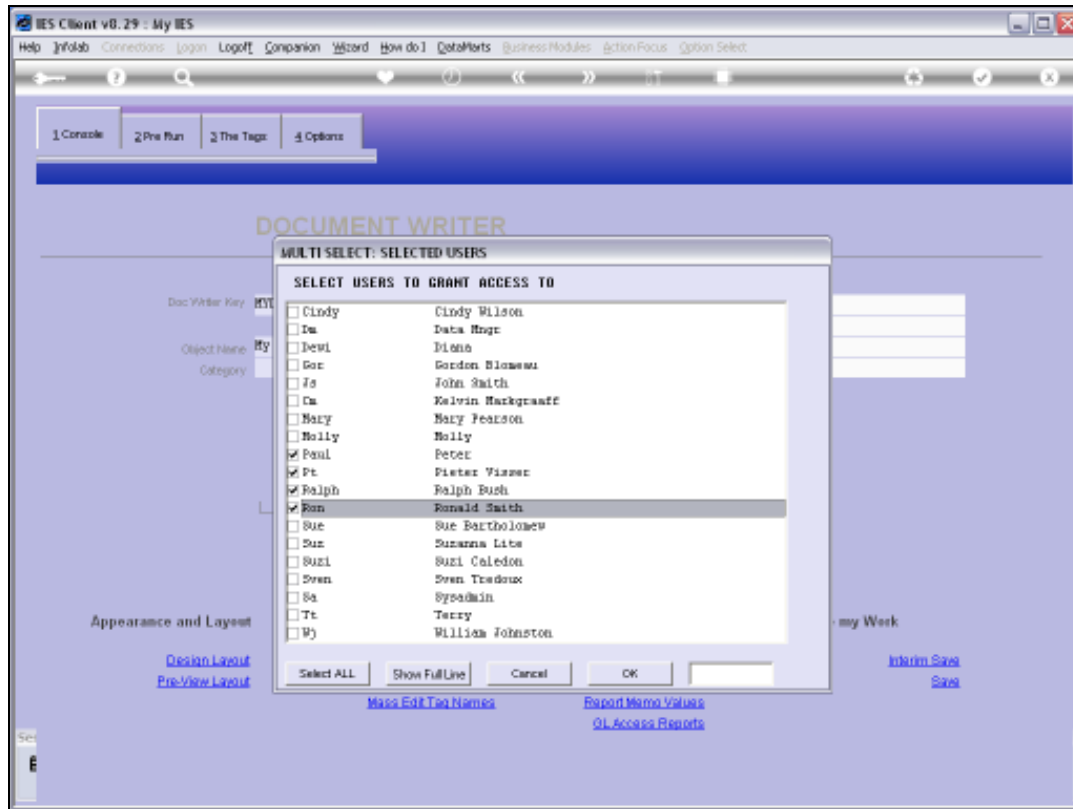 IES Client v8.29 : My IES
Help Infolab Connections Logon Logoff Companion Wizard How do I DataMarts Business Modules Action Focus Option Select
1 Console 2 Pre Run 3 The Tags 4 Options
DOCUMENT WRITER
MULTI SELECT: SELECTED USERS
SELECT USERS TO GRANT ACCESS TO
Doc Writer Key
Object Name My
Category
Cindy Cindy Wilson
Dm Data Mngr
Dewi Diana
Gor Gordon Blomeau
Js John Smith
Cm Kelvin Markgraaff
Mary Mary Pearson
Molly Molly
Paul Peter
Pt Pieter Visser
Ralph Ralph Bush
Ron Ronald Smith
Sue Sue Bartholomew
Suz Suzanna Lite
Suzi Suzi Caledon
Sven Sven Tredoux
Sa Sysadmin
Tt Terry
Wj William Johnston
Select ALL Show Full Line Cancel OK
Appearance and Layout my Work
Design Layout Interim Save
Pre-View Layout Save
Mass Edit Tag Names Report Memo Values
GL Access Reports